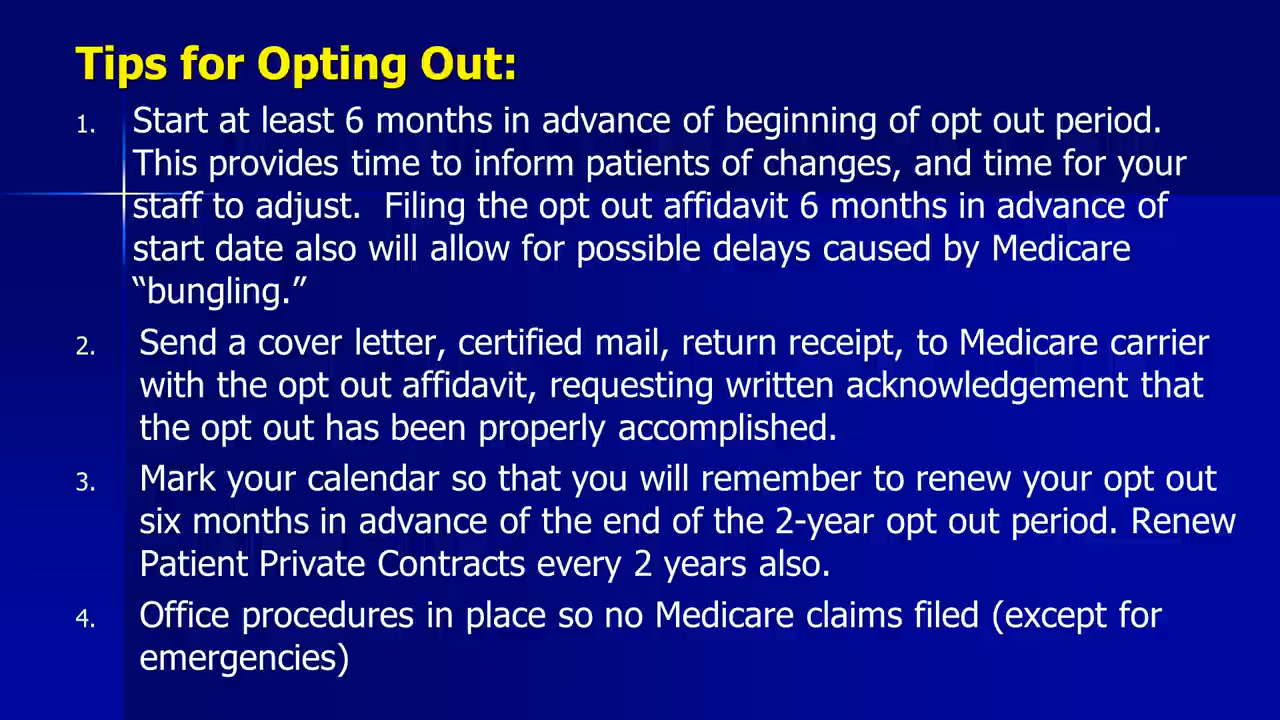 Tips for Opting Out:
1. Start at least 6 months in advance of beginning of opt out period.
This provides time to inform patients of changes, and time for your
staff to adjust.  Filing the opt out affidavit 6 months in advance of
start date also will allow for possible delays caused by Medicare
“bungling.”
2. Send a cover letter, certified mail, return receipt, to Medicare carrier
with the opt out affidavit, requesting written acknowledgement that
the opt out has been properly accomplished.
3. Mark your calendar so that you will remember to renew your opt out
six months in advance of the end of the 2-year opt out period. Renew
Patient Private Contracts every 2 years also.
4. Office procedures in place so no Medicare claims filed (except for
emergencies)